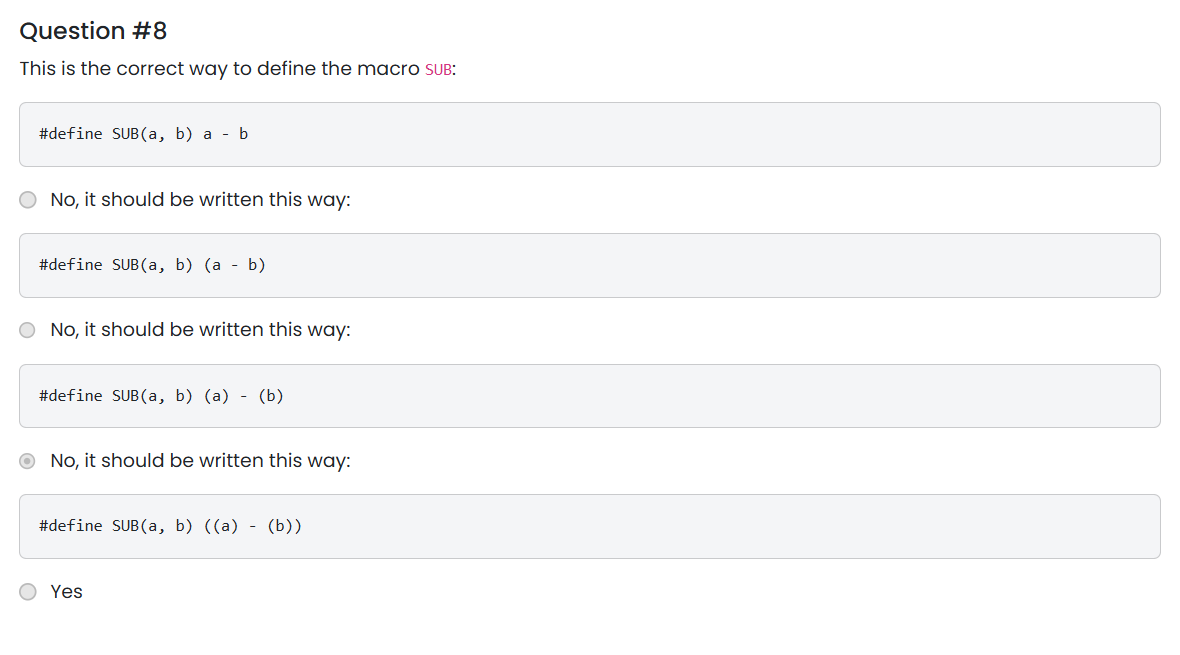 Question #8
This is the correct way to define the macro SUB:
#define SUB(a, b) a - b
No, it should be written this way:
#define SUB(a, b) (a - b)
No, it should be written this way:
#define SUB(a, b) (a) - (b)
No, it should be written this way:
#define SUB(a, b) ((a) - (b))
Yes